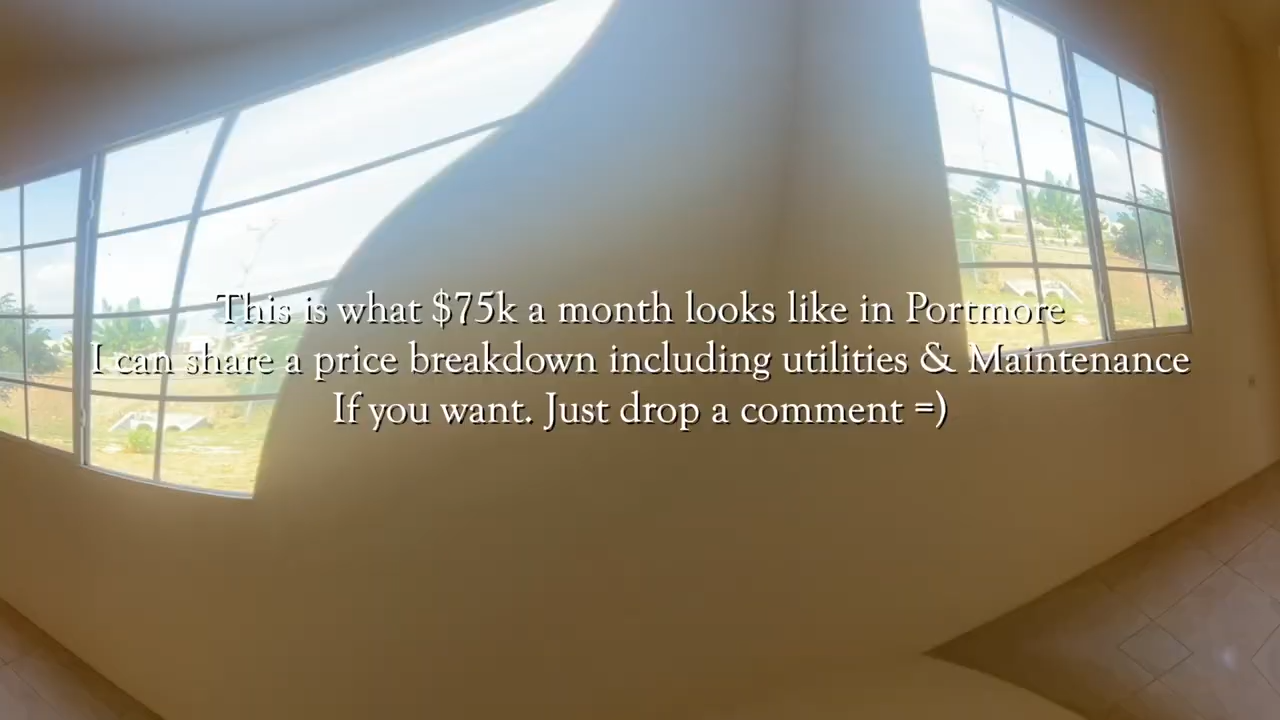 This is what $75k a month looks like in Portmore
I can share a price breakdown including utilities & Maintenance
If you want. Just drop a comment =)